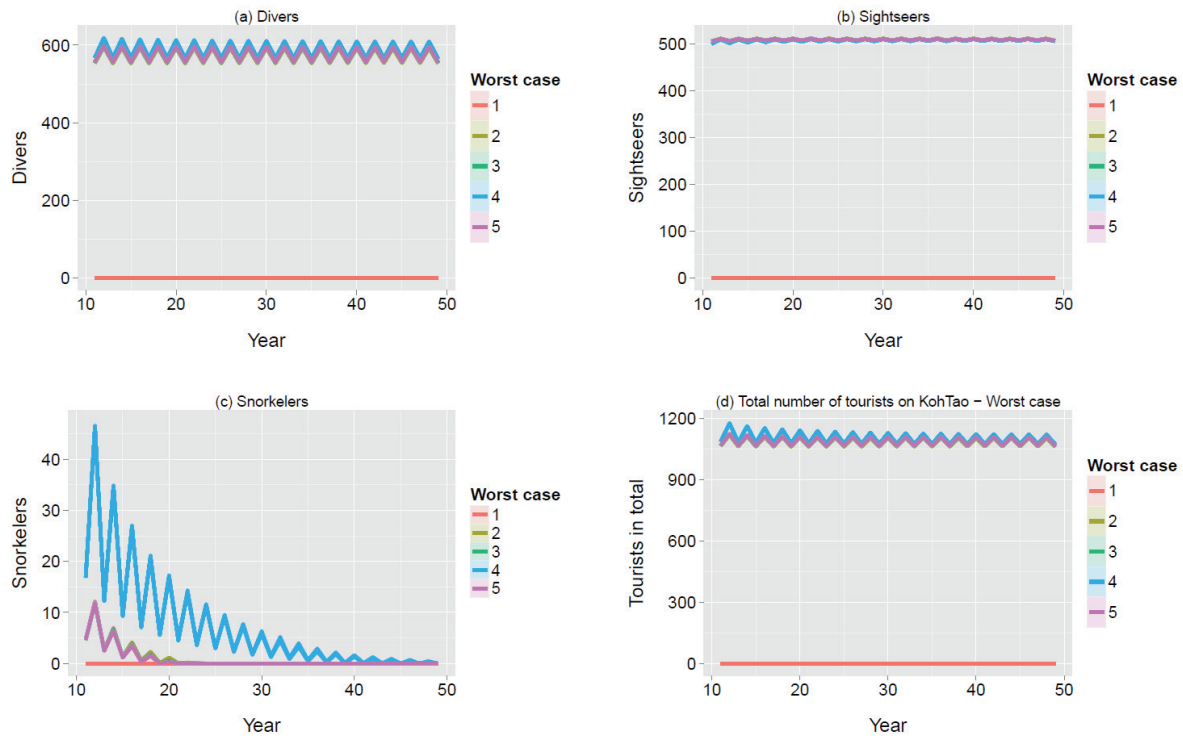 (a) Divers
600
400
200
0
10 20 30 40 50
Divers
Year
Worst case
1
2
3
4
5
(b) Sightseers
500
400
300
200
100
0
10 20 30 40 50
Sightseers
Year
Worst case
1
2
3
4
5
(c) Snorkelers
40
30
20
10
0
10 20 30 40 50
Snorkelers
Year
Worst case
1
2
3
4
5
(d) Total number of tourists on KohTao − Worst case
1200
900
600
300
0
10 20 30 40 50
Tourists in total
Year
Worst case
1
2
3
4
5